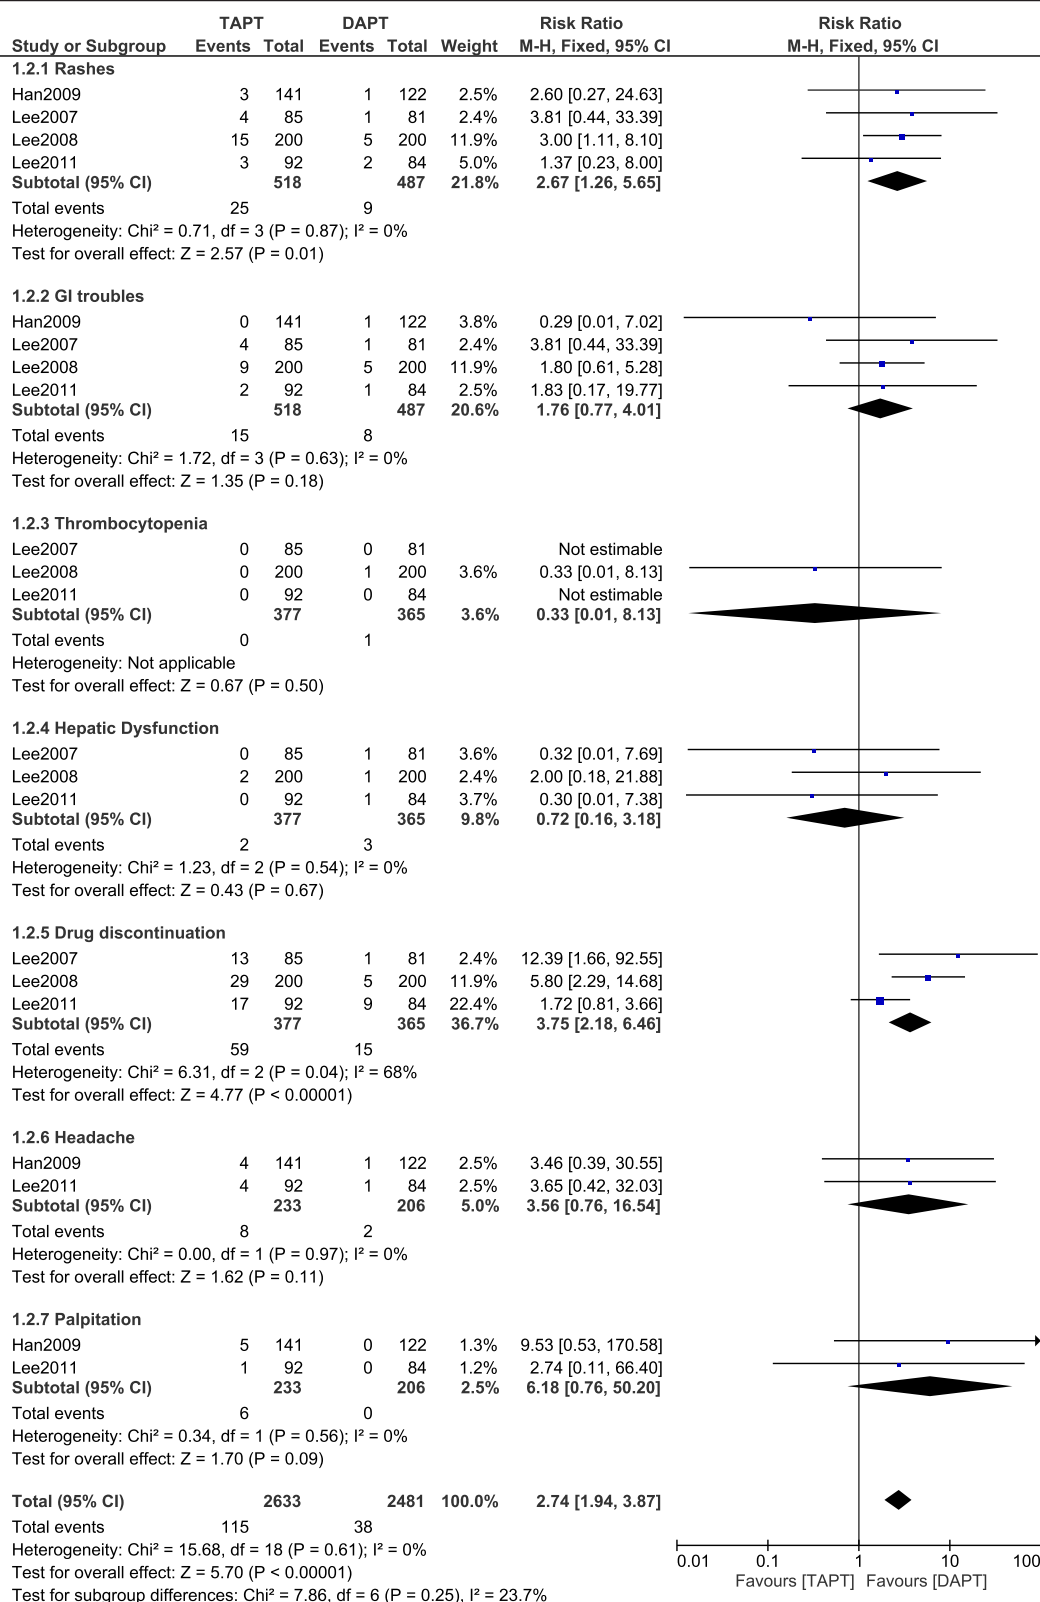 TAPT DAPT Risk Ratio Risk Ratio
Study or Subgroup Events Total Events Total Weight M-H, Fixed, 95% CI M-H, Fixed, 95% CI
1.2.1 Rashes
Han2009 3 141 1 122 2.5% 2.60 [0.27, 24.63]
Lee2007 4 85 1 81 2.4% 3.81 [0.44, 33.39]
Lee2008 15 200 5 200 11.9% 3.00 [1.11, 8.10]
Lee2011 3 92 2 84 5.0% 1.37 [0.23, 8.00]
Subtotal (95% CI) 518 487 21.8% 2.67 [1.26, 5.65]
Total events 25 9
Heterogeneity: Chi² = 0.71, df = 3 (P = 0.87); I² = 0%
Test for overall effect: Z = 2.57 (P = 0.01)
1.2.2 GI troubles
Han2009 0 141 1 122 3.8% 0.29 [0.01, 7.02]
Lee2007 4 85 1 81 2.4% 3.81 [0.44, 33.39]
Lee2008 9 200 5 200 11.9% 1.80 [0.61, 5.28]
Lee2011 2 92 1 84 2.5% 1.83 [0.17, 19.77]
Subtotal (95% CI) 518 487 20.6% 1.76 [0.77, 4.01]
Total events 15 8
Heterogeneity: Chi² = 1.72, df = 3 (P = 0.63); I² = 0%
Test for overall effect: Z = 1.35 (P = 0.18)
1.2.3 Thrombocytopenia
Lee2007 0 85 0 81 Not estimable
Lee2008 0 200 1 200 3.6% 0.33 [0.01, 8.13]
Lee2011 0 92 0 84 Not estimable
Subtotal (95% CI) 377 365 3.6% 0.33 [0.01, 8.13]
Total events 0 1
Heterogeneity: Not applicable
Test for overall effect: Z = 0.67 (P = 0.50)
1.2.4 Hepatic Dysfunction
Lee2007 0 85 1 81 3.6% 0.32 [0.01, 7.69]
Lee2008 2 200 1 200 2.4% 2.00 [0.18, 21.88]
Lee2011 0 92 1 84 3.7% 0.30 [0.01, 7.38]
Subtotal (95% CI) 377 365 9.8% 0.72 [0.16, 3.18]
Total events 2 3
Heterogeneity: Chi² = 1.23, df = 2 (P = 0.54); I² = 0%
Test for overall effect: Z = 0.43 (P = 0.67)
1.2.5 Drug discontinuation
Lee2007 13 85 1 81 2.4% 12.39 [1.66, 92.55]
Lee2008 29 200 5 200 11.9% 5.80 [2.29, 14.68]
Lee2011 17 92 9 84 22.4% 1.72 [0.81, 3.66]
Subtotal (95% CI) 377 365 36.7% 3.75 [2.18, 6.46]
Total events 59 15
Heterogeneity: Chi² = 6.31, df = 2 (P = 0.04); I² = 68%
Test for overall effect: Z = 4.77 (P < 0.00001)
1.2.6 Headache
Han2009 4 141 1 122 2.5% 3.46 [0.39, 30.55]
Lee2011 4 92 1 84 2.5% 3.65 [0.42, 32.03]
Subtotal (95% CI) 233 206 5.0% 3.56 [0.76, 16.54]
Total events 8 2
Heterogeneity: Chi² = 0.00, df = 1 (P = 0.97); I² = 0%
Test for overall effect: Z = 1.62 (P = 0.11)
1.2.7 Palpitation
Han2009 5 141 0 122 1.3% 9.53 [0.53, 170.58]
Lee2011 1 92 0 84 1.2% 2.74 [0.11, 66.40]
Subtotal (95% CI) 233 206 2.5% 6.18 [0.76, 50.20]
Total events 6 0
Heterogeneity: Chi² = 0.34, df = 1 (P = 0.56); I² = 0%
Test for overall effect: Z = 1.70 (P = 0.09)
Total (95% CI) 2633 2481 100.0% 2.74 [1.94, 3.87]
Total events 115 38
Heterogeneity: Chi² = 15.68, df = 18 (P = 0.61); I² = 0%
Test for overall effect: Z = 5.70 (P < 0.00001)
Test for subgroup differences: Chi² = 7.86, df = 6 (P = 0.25), I² = 23.7%
0.01 0.1 1 10 100
Favours [TAPT] Favours [DAPT]